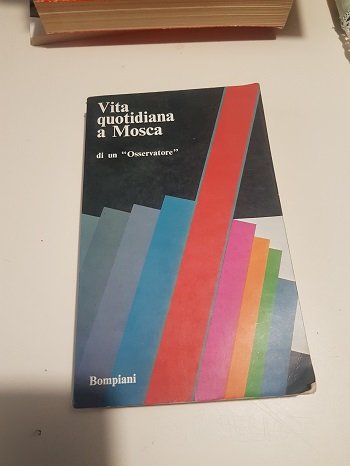 Vita
quotidiana
a Mosca
di un "Osservatore"
Bompiani